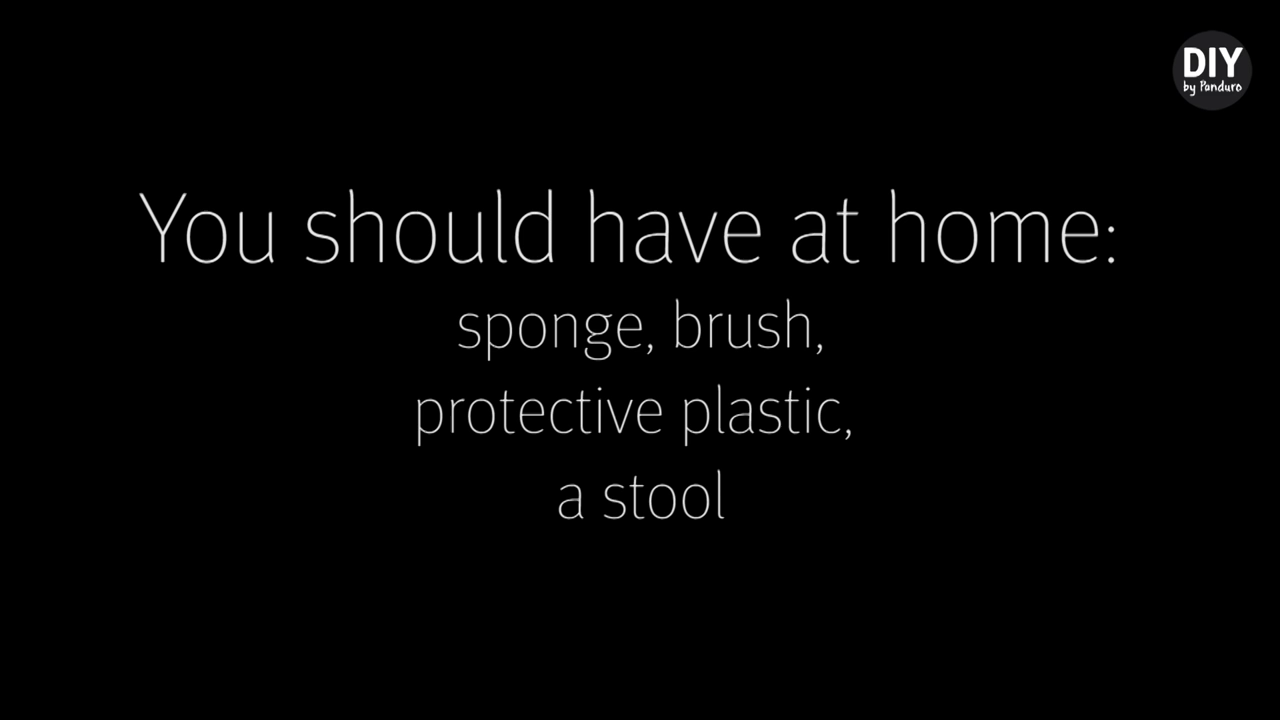 DIY
by Panduro
You should have at home:
sponge, brush,
protective plastic,
a stool